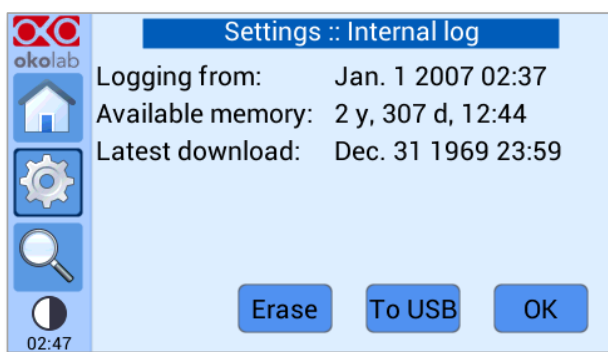 Settings :: Internal log
okolab
Logging from: Jan. 1 2007 02:37
Available memory: 2 y, 307 d, 12:44
Latest download: Dec. 31 1969 23:59
Erase To USB OK
02:47